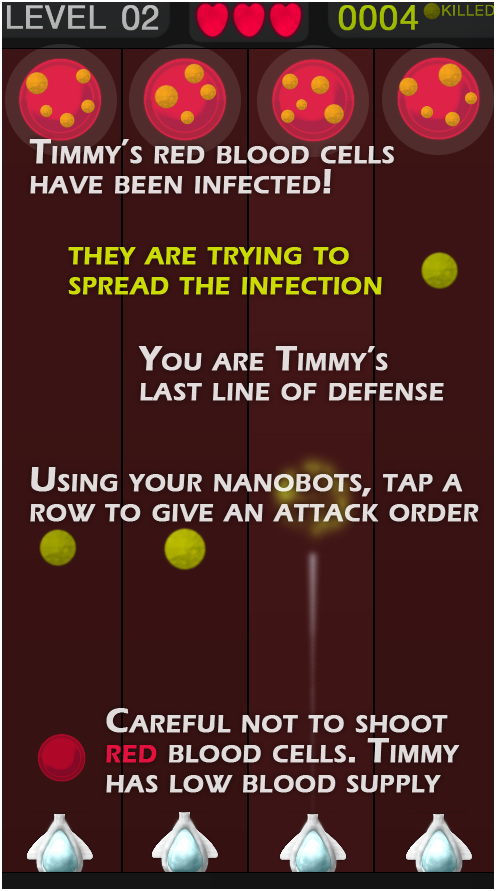 LEVEL 02
0004 KILLED
Timmy's red blood cells
have been infected!
they are trying to
spread the infection
You are Timmy's
last line of defense
Using your nanobots, tap a
row to give an attack order
Careful not to shoot
red blood cells. Timmy
has low blood supply